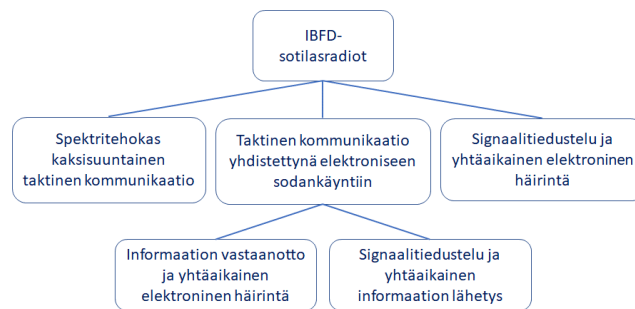 IBFD-
sotilasradiot
Spektritehokas
kaksisuuntainen
taktinen kommunikaatio
Taktinen kommunikaatio
yhdistettynä elektroniseen
sodankäyntiin
Signaalitiedustelu ja
yhtäaikainen elektroninen
häirintä
Informaation vastaanotto
ja yhtäaikainen
elektroninen häirintä
Signaalitiedustelu ja
yhtäaikainen
informaation lähetys